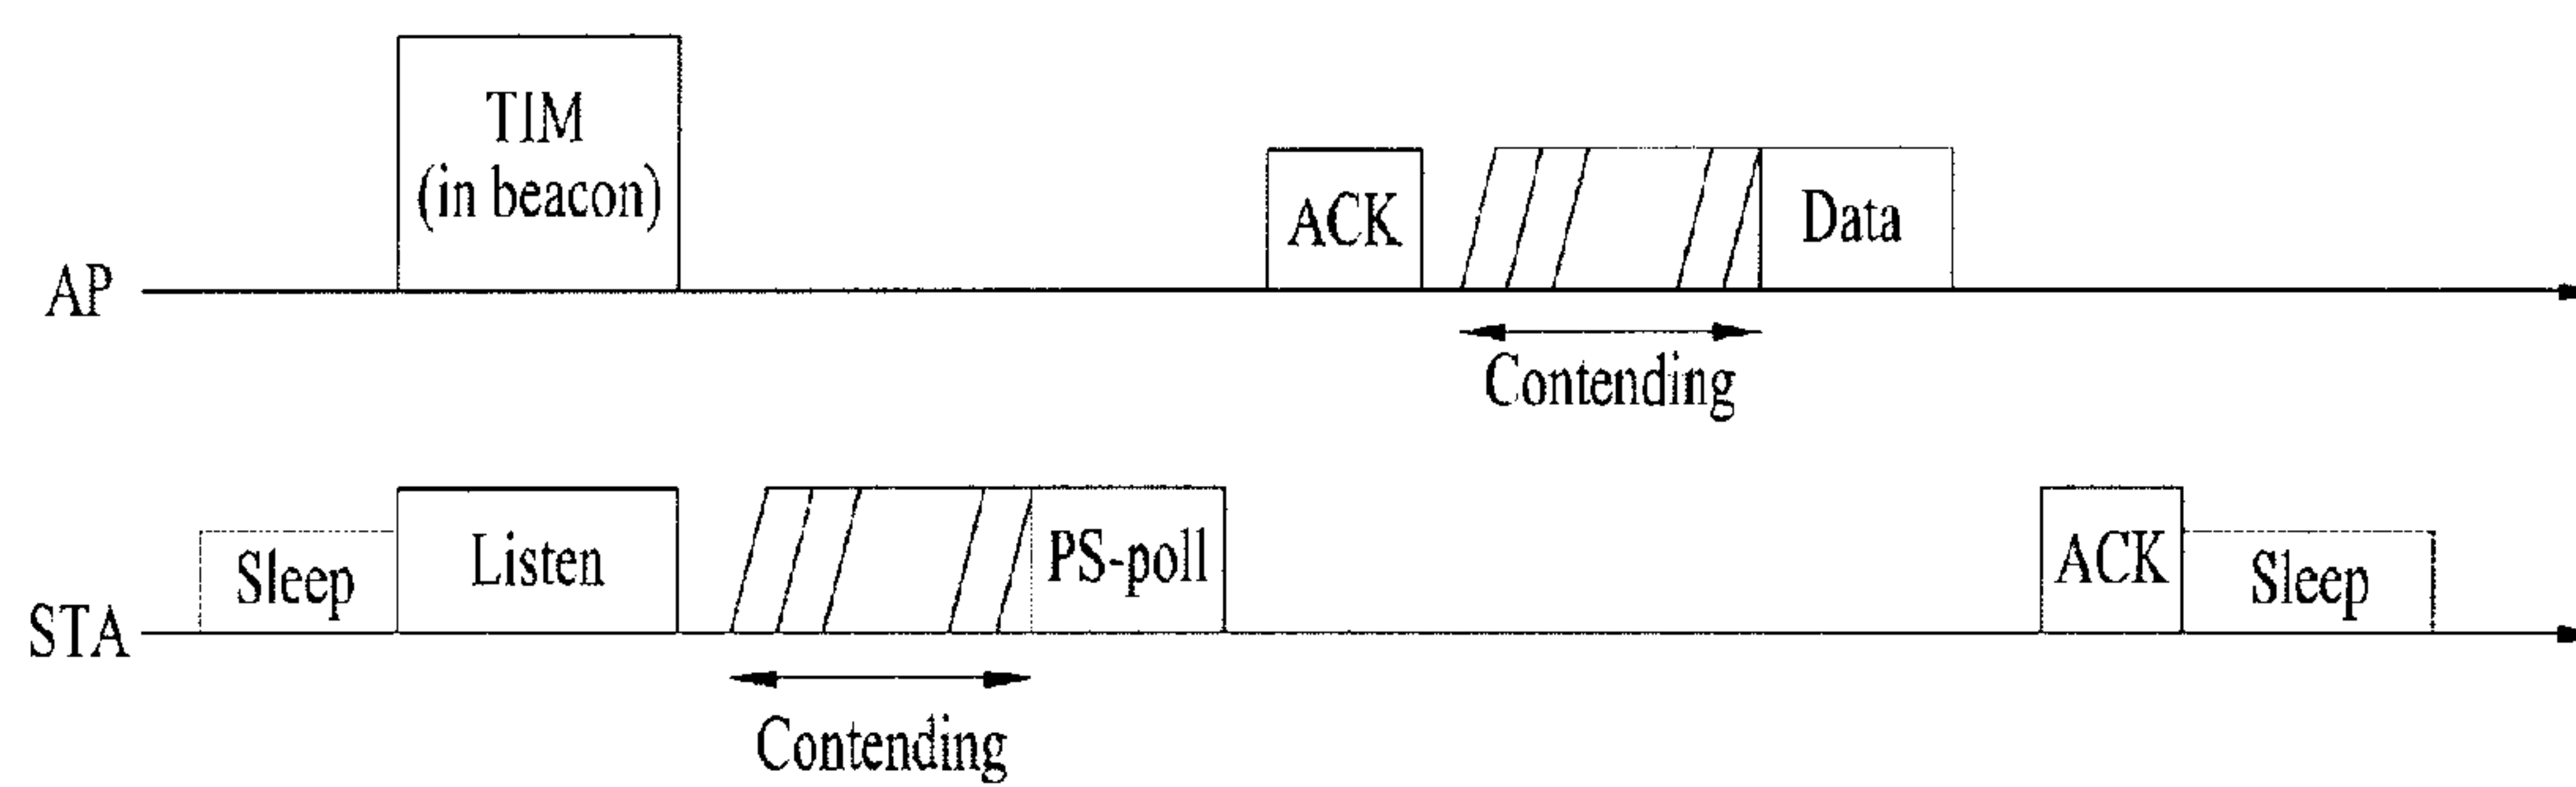 TIM
(in beacon)
ACK
Data
AP
Contending
Sleep
Listen
PS-poll
ACK
Sleep
STA
Contending